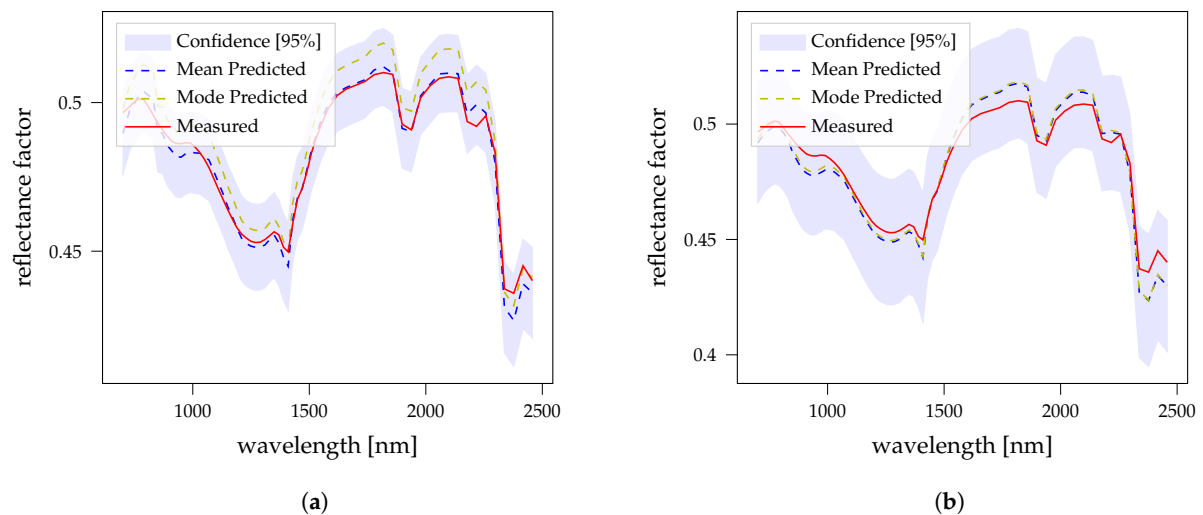 Confidence [95%]
Mean Predicted
Mode Predicted
Measured
0.5
0.45
reflectance factor
1000 1500 2000 2500
wavelength [nm]
(a)
Confidence [95%]
Mean Predicted
Mode Predicted
Measured
0.5
0.45
0.4
reflectance factor
1000 1500 2000 2500
wavelength [nm]
(b)